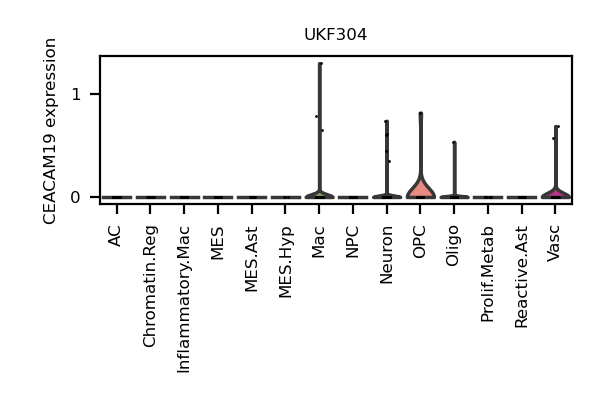 UKF304
CEACAM19 expression
1
0
AC
Chromatin.Reg
Inflammatory.Mac
MES
MES.Ast
MES.Hyp
Mac
NPC
Neuron
OPC
Oligo
Prolif.Metab
Reactive.Ast
Vasc